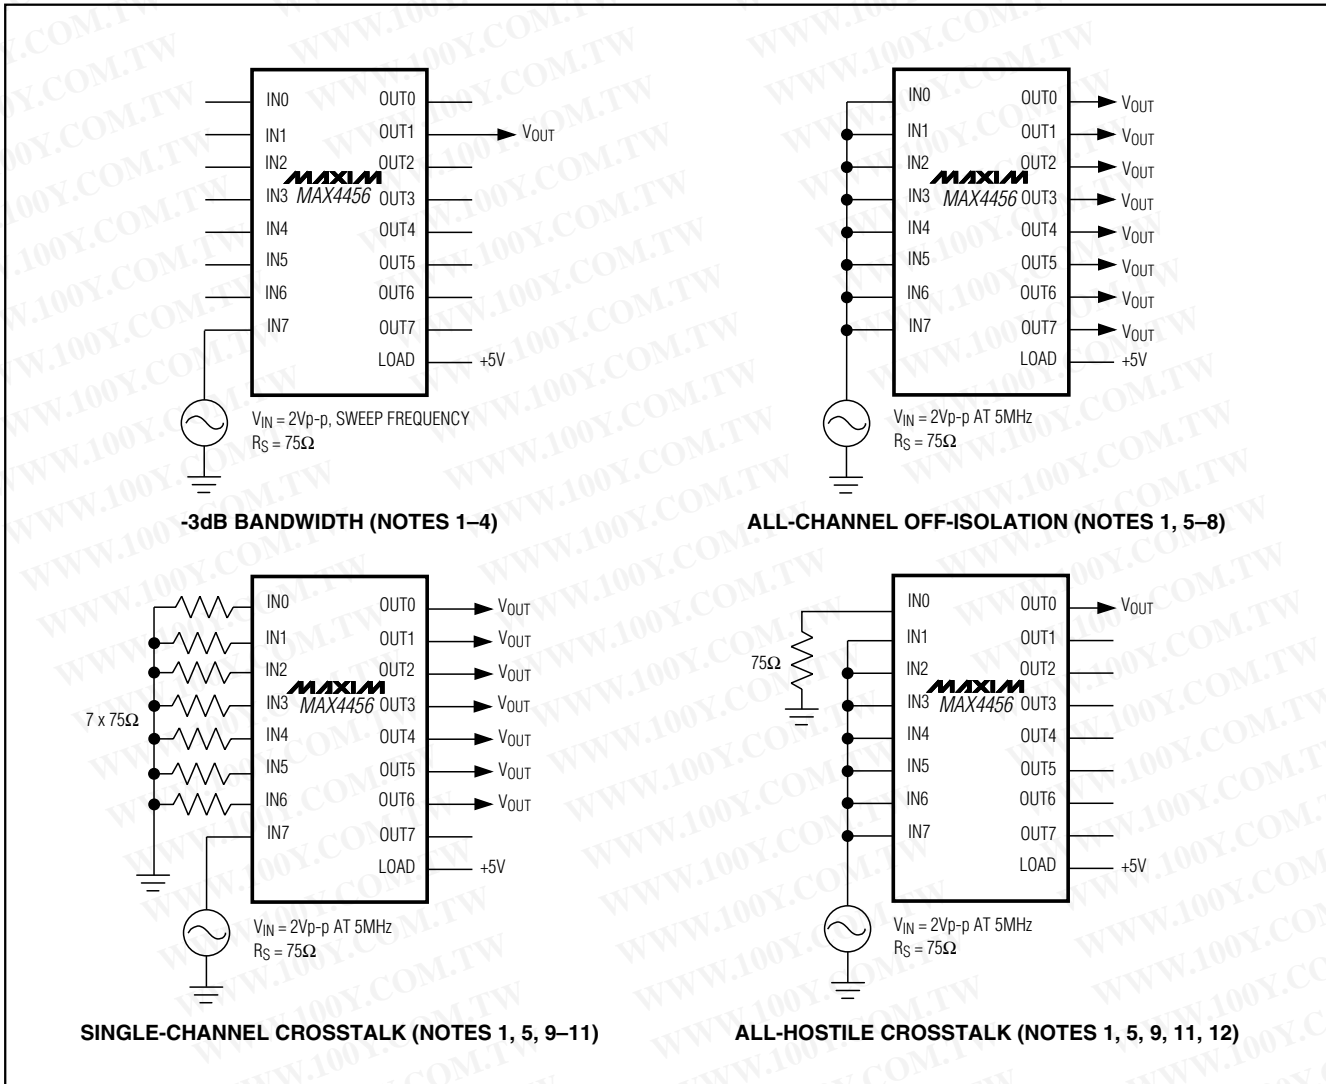 IN0 OUT0
IN1 OUT1 VOUT
IN2 OUT2
MAXIM
IN3 MAX4456 OUT3
IN4 OUT4
IN5 OUT5
IN6 OUT6
IN7 OUT7
LOAD +5V
VIN = 2Vp-p, SWEEP FREQUENCY
RS = 75Ω
-3dB BANDWIDTH (NOTES 1–4)
IN0 OUT0 VOUT
IN1 OUT1 VOUT
IN2 OUT2 VOUT
MAXIM
IN3 MAX4456 OUT3 VOUT
IN4 OUT4 VOUT
IN5 OUT5 VOUT
IN6 OUT6 VOUT
IN7 OUT7 VOUT
LOAD +5V
VIN = 2Vp-p AT 5MHz
RS = 75Ω
ALL-CHANNEL OFF-ISOLATION (NOTES 1, 5–8)
IN0 OUT0 VOUT
IN1 OUT1 VOUT
IN2 OUT2 VOUT
MAXIM
7 x 75Ω IN3 MAX4456 OUT3 VOUT
IN4 OUT4 VOUT
IN5 OUT5 VOUT
IN6 OUT6 VOUT
IN7 OUT7
LOAD +5V
VIN = 2Vp-p AT 5MHz
RS = 75Ω
SINGLE-CHANNEL CROSSTALK (NOTES 1, 5, 9–11)
IN0 OUT0 VOUT
IN1 OUT1
75Ω IN2 OUT2
MAXIM
IN3 MAX4456 OUT3
IN4 OUT4
IN5 OUT5
IN6 OUT6
IN7 OUT7
LOAD +5V
VIN = 2Vp-p AT 5MHz
RS = 75Ω
ALL-HOSTILE CROSSTALK (NOTES 1, 5, 9, 11, 12)
WWW.100Y.COM.TW